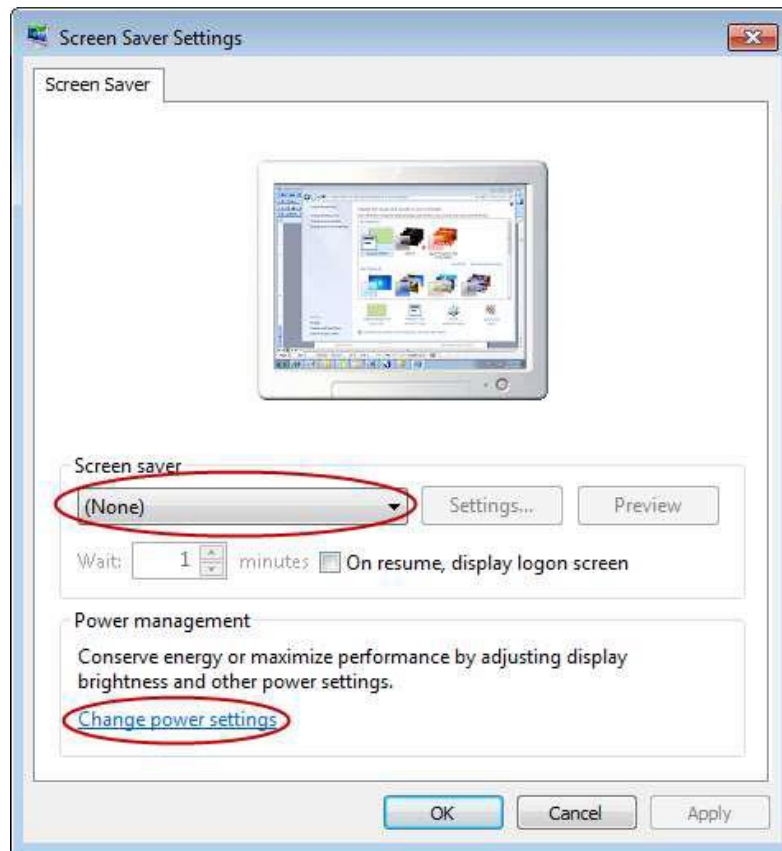 Screen Saver Settings
Screen Saver
Screen saver
(None)
Settings...
Preview
Wait:
1
minutes
On resume, display logon screen
Power management
Conserve energy or maximize performance by adjusting display
brightness and other power settings.
Change power settings
OK
Cancel
Apply